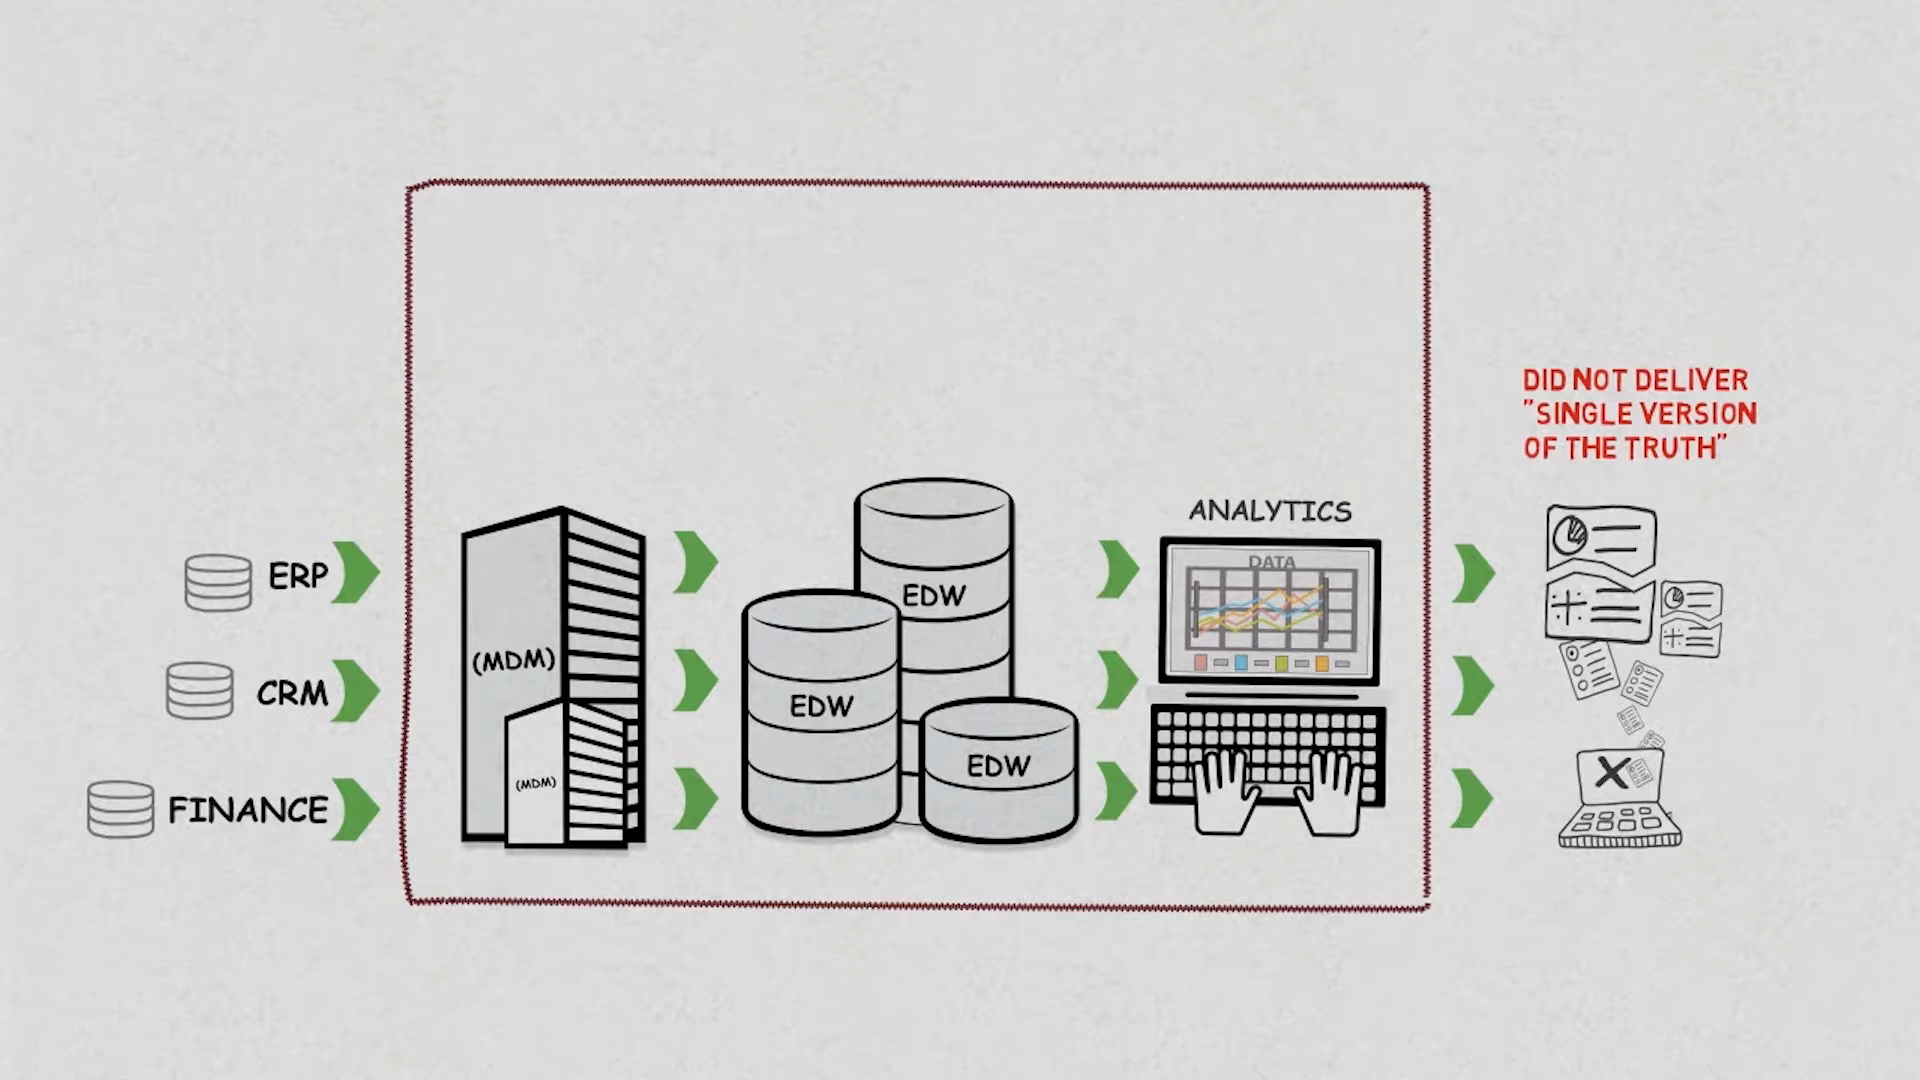 DID NOT DELIVER
"SINGLE VERSION
OF THE TRUTH"
ANALYTICS
DATA
ERP
CRM
FINANCE
(MDM)
(MDM)
EDW
EDW
EDW